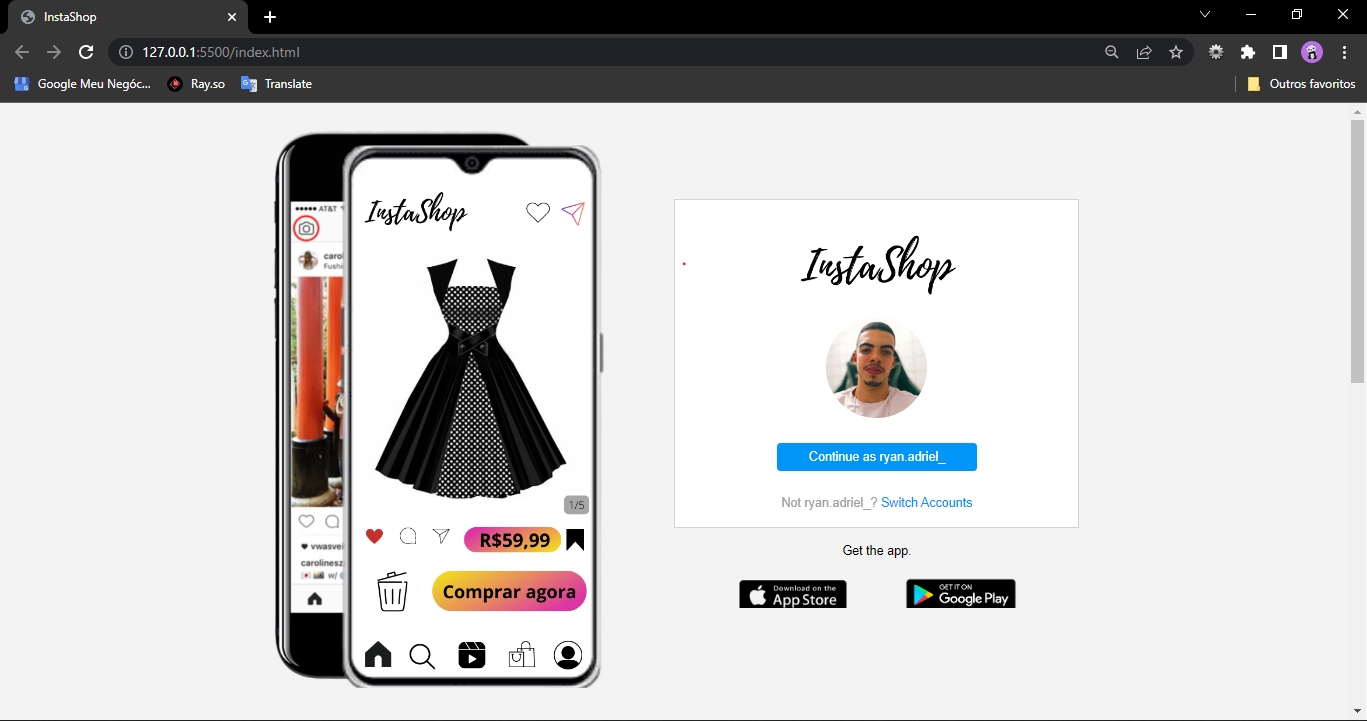 InstaShop
127.0.0.1:5500/index.html
Google Meu Negóc...
Ray.so
Translate
Outros favoritos
AT&T
InstaShop
carol
Fushi
1/5
R$59,99
vwasvei
carolinesz
w/
Comprar agora
InstaShop
Continue as ryan.adriel_
Not ryan.adriel_? Switch Accounts
Get the app.
Download on the
App Store
GET IT ON
Google Play